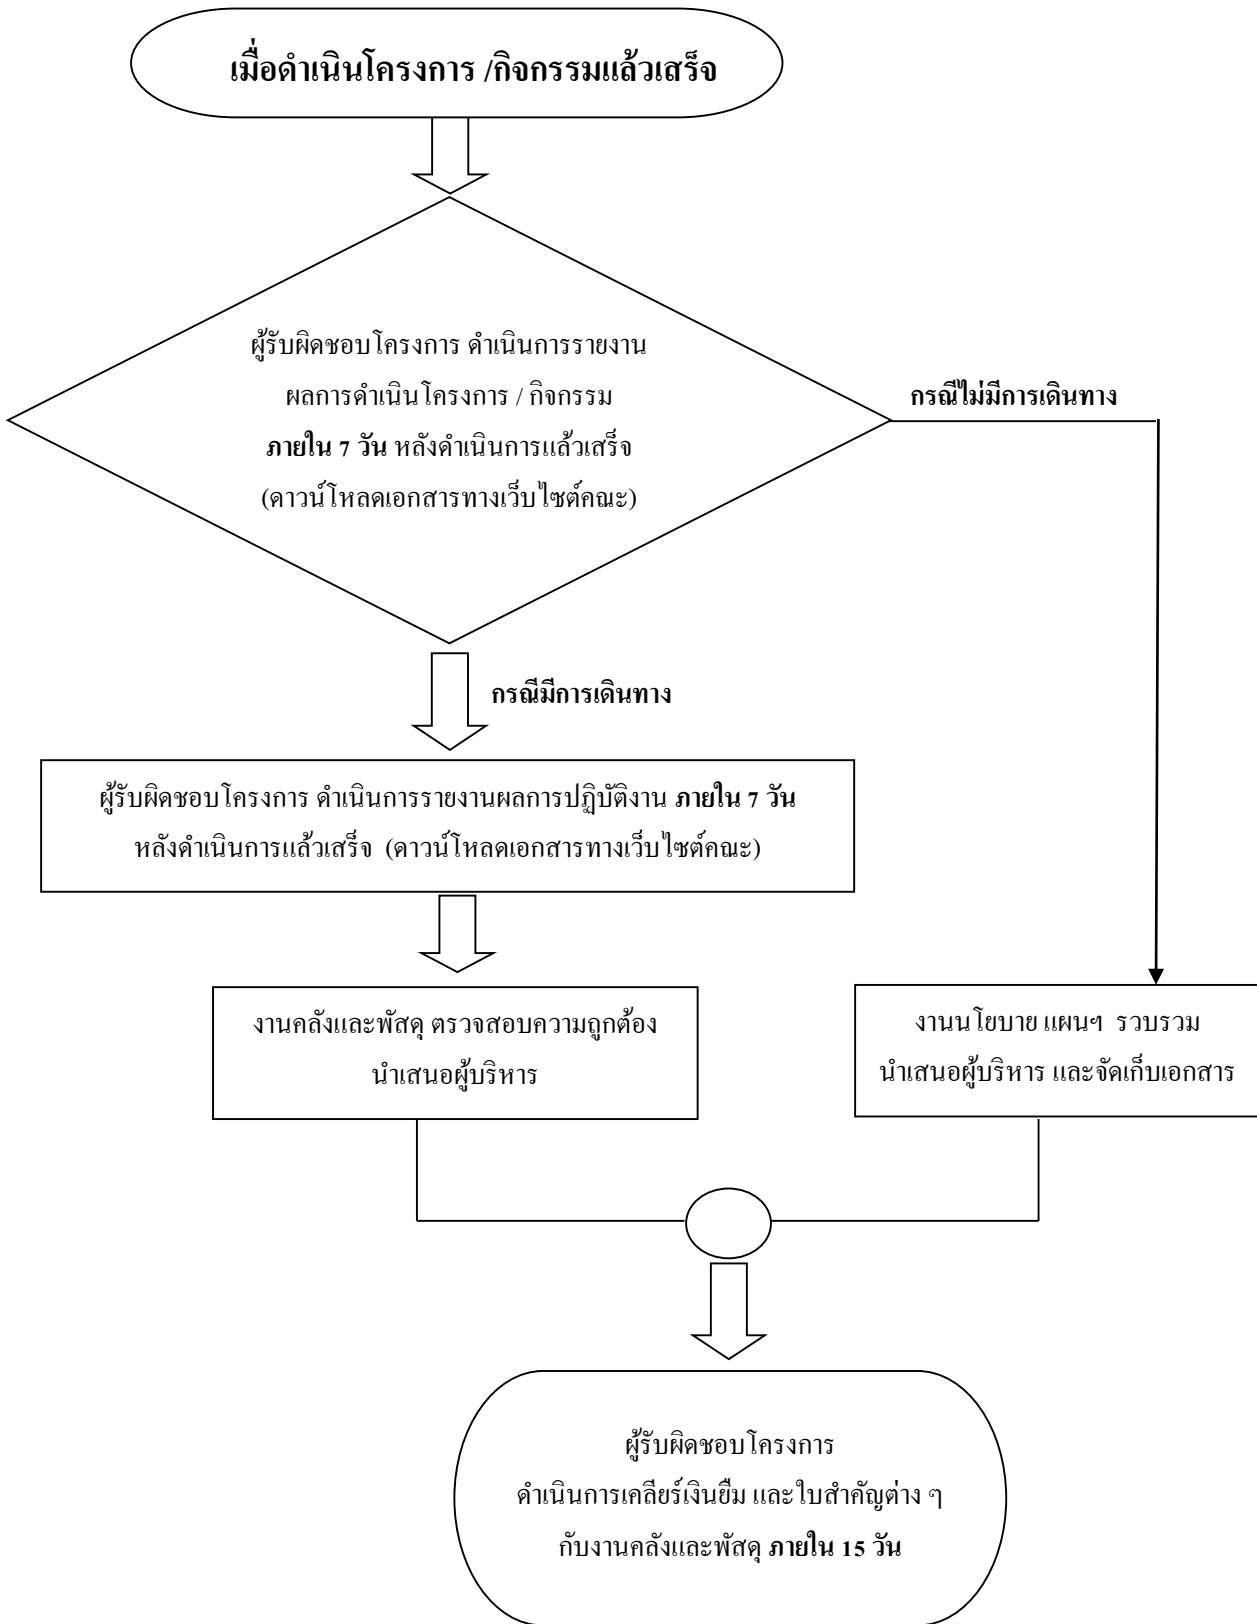 เมื่อดำเนินโครงการ /กิจกรรมแล้วเสร็จ
ผู้รับผิดชอบโครงการ ดำเนินการรายงาน
ผลการดำเนินโครงการ / กิจกรรม
ภายใน 7 วัน หลังดำเนินการแล้วเสร็จ
(ดาวน์โหลดเอกสารทางเว็บไซต์คณะ)
กรณีไม่มีการเดินทาง
กรณีมีการเดินทาง
ผู้รับผิดชอบโครงการ ดำเนินการรายงานผลการปฏิบัติงาน ภายใน 7 วัน
หลังดำเนินการแล้วเสร็จ (ดาวน์โหลดเอกสารทางเว็บไซต์คณะ)
งานคลังและพัสดุ ตรวจสอบความถูกต้อง
นำเสนอผู้บริหาร
งานนโยบาย แผนฯ รวบรวม
นำเสนอผู้บริหาร และจัดเก็บเอกสาร
ผู้รับผิดชอบโครงการ
ดำเนินการเคลียร์เงินยืม และใบสำคัญต่าง ๆ
กับงานคลังและพัสดุ ภายใน 15 วัน